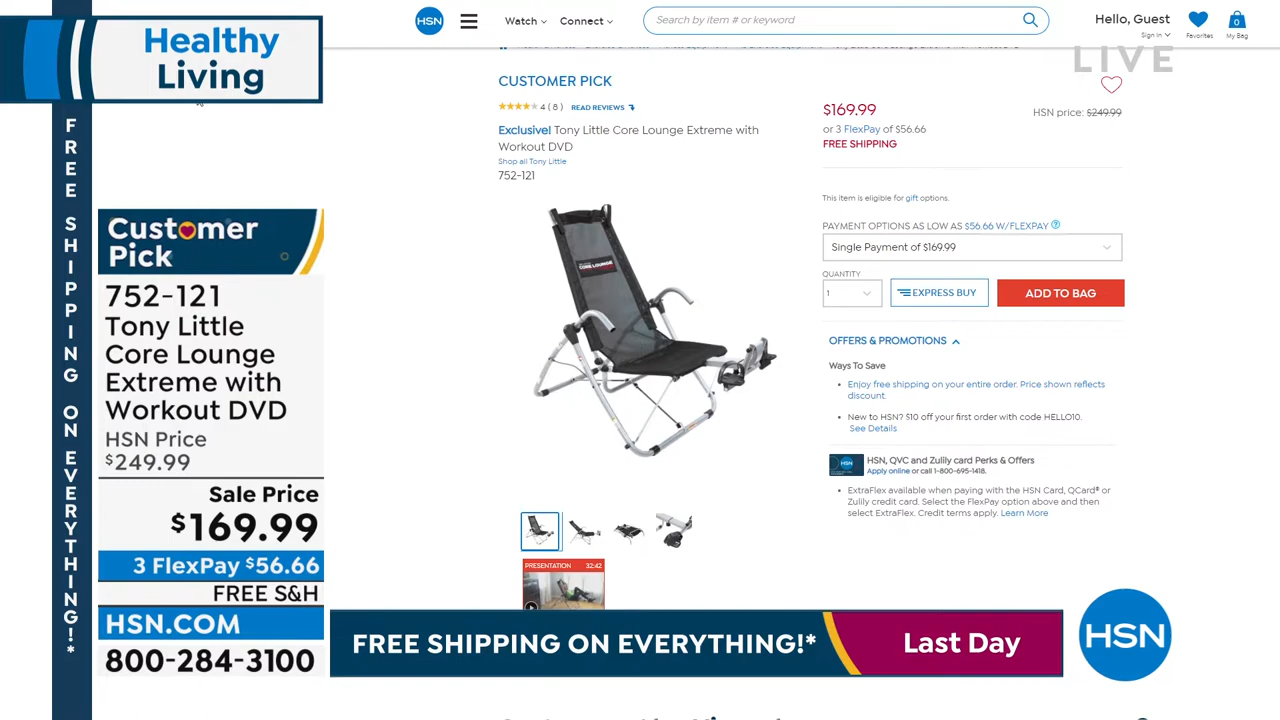 Healthy
Living
FREE SHIPPING ON EVERYTHING!*
Customer
Pick
752-121
Tony Little
Core Lounge
Extreme with
Workout DVD
HSN Price
$249.99
Sale Price
$169.99
3 FlexPay $56.66
FREE S&H
HSN.COM
800-284-3100
HSN
Watch
Connect
Search by item # or keyword
Hello, Guest
Sign In
Favorites
0
My Bag
LIVE
CUSTOMER PICK
4 ( 8 ) READ REVIEWS
Exclusive! Tony Little Core Lounge Extreme with
Workout DVD
Shop all Tony Little
752-121
CORE LOUNGE
PRESENTATION 32:42
$169.99
HSN price: $249.99
or 3 FlexPay of $56.66
FREE SHIPPING
This item is eligible for gift options.
PAYMENT OPTIONS AS LOW AS $56.66 W/FLEXPAY ?
Single Payment of $169.99
QUANTITY
1
EXPRESS BUY
ADD TO BAG
OFFERS & PROMOTIONS
Ways To Save
Enjoy free shipping on your entire order. Price shown reflects
discount.
New to HSN? $10 off your first order with code HELLO10.
See Details
HSN
HSN, QVC and Zulily card Perks & Offers
Apply online or call 1-800-695-1418.
ExtraFlex available when paying with the HSN Card, QCard® or
Zulily credit card. Select the FlexPay option above and then
select ExtraFlex. Credit terms apply. Learn More
FREE SHIPPING ON EVERYTHING!*
Last Day
HSN